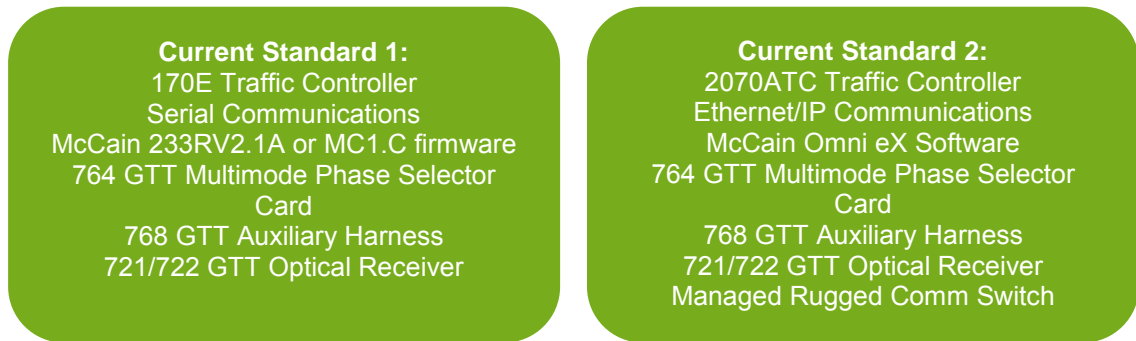 Current Standard 1:
170E Traffic Controller
Serial Communications
McCain 233RV2.1A or MC1.C firmware
764 GTT Multimode Phase Selector
Card
768 GTT Auxiliary Harness
721/722 GTT Optical Receiver
Current Standard 2:
2070ATC Traffic Controller
Ethernet/IP Communications
McCain Omni eX Software
764 GTT Multimode Phase Selector
Card
768 GTT Auxiliary Harness
721/722 GTT Optical Receiver
Managed Rugged Comm Switch